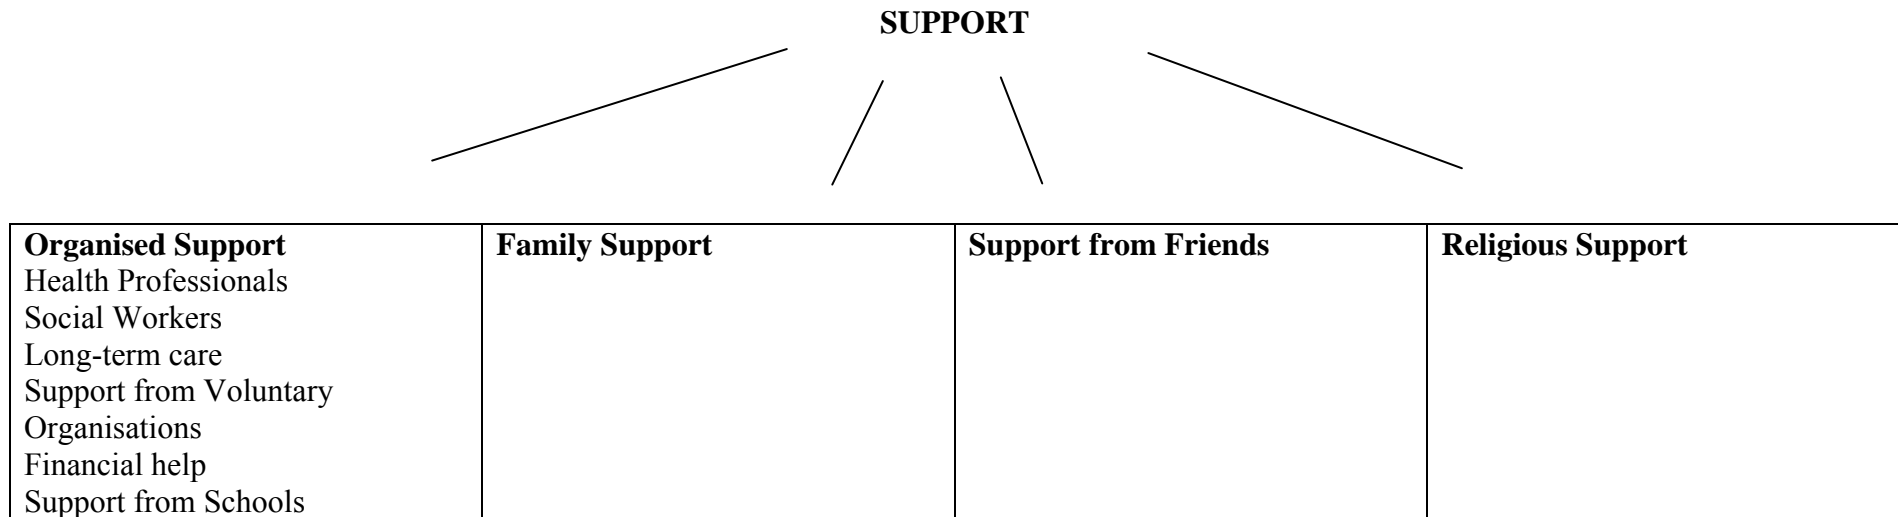 SUPPORT
Organised Support
Health Professionals
Social Workers
Long-term care
Support from Voluntary
Organisations
Financial help
Support from Schools
Family Support
Support from Friends
Religious Support